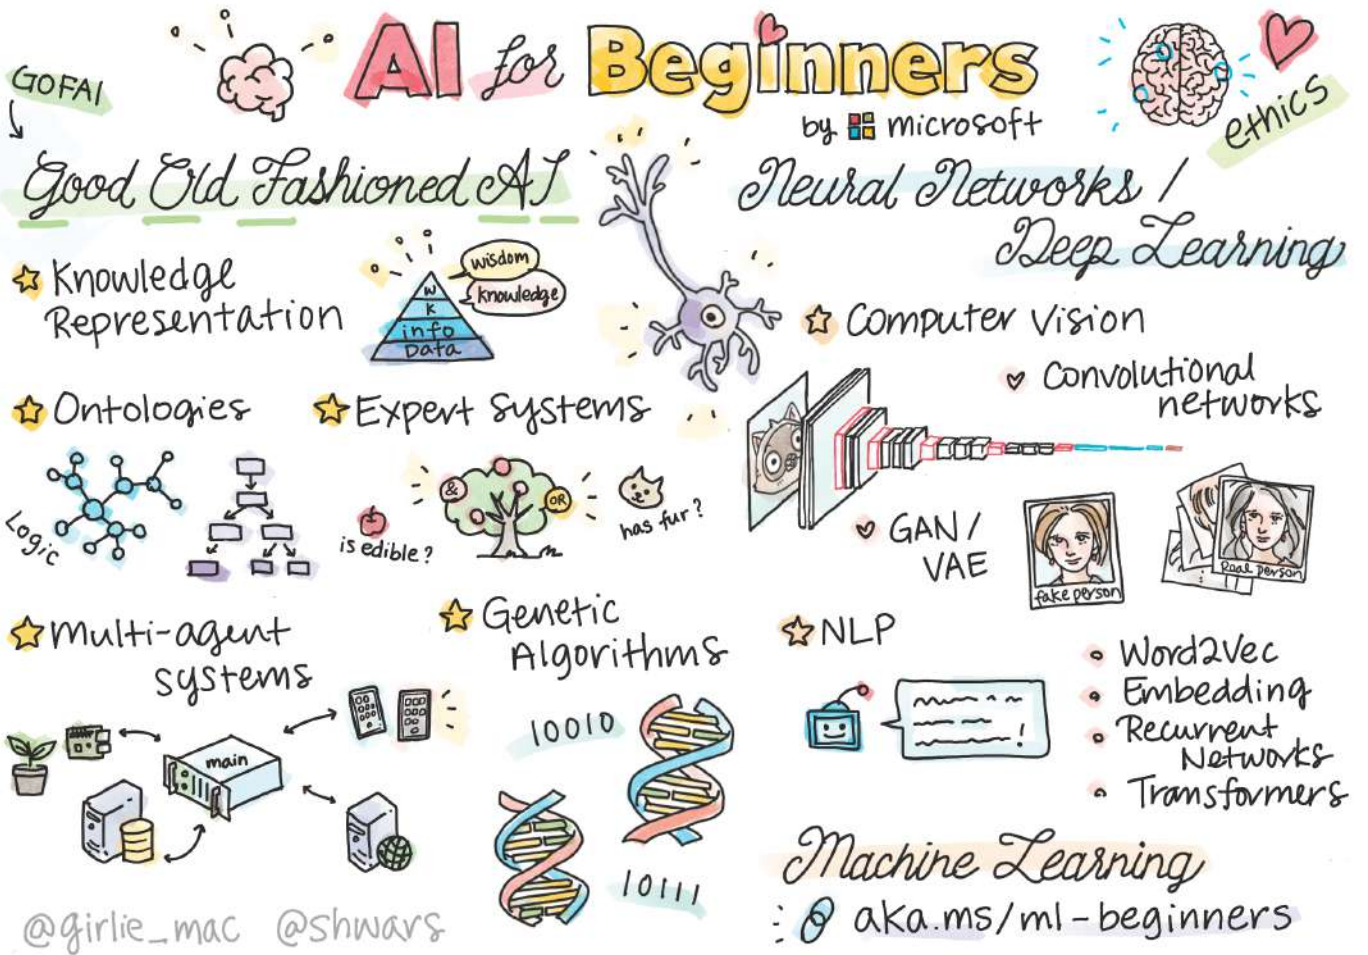 AI for Beginners
by microsoft
ethics
GOFAI
Good Old Fashioned AI
Knowledge
Representation
wisdom
knowledge
W
K
info
Data
Ontologies
Logic
Expert Systems
&
OR
is edible?
has fur?
Multi-agent
systems
main
Genetic
Algorithms
10010
10111
Neural Networks /
Deep Learning
Computer Vision
Convolutional
networks
GAN /
VAE
fake person
Real person
NLP
!
Word2Vec
Embedding
Recurrent
Networks
Transformers
Machine Learning
aka.ms/ml-beginners
@girlie_mac @shwars